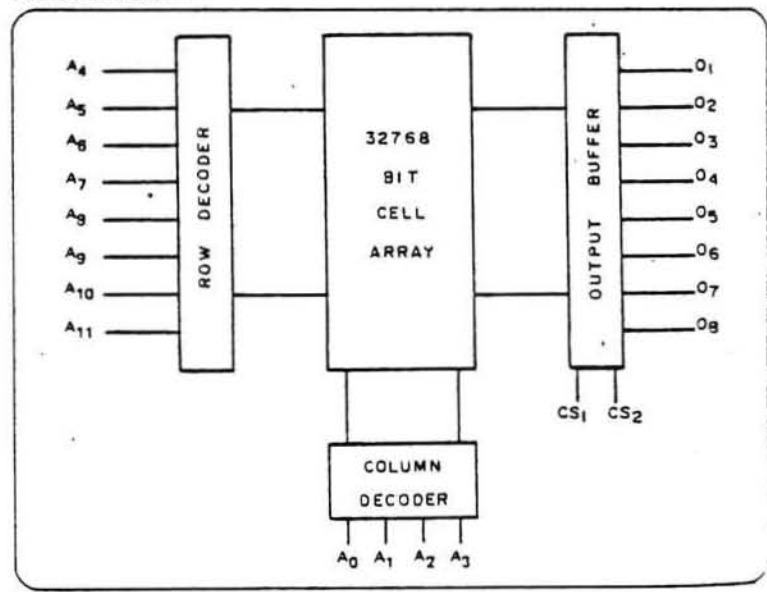 A4
A5
A6
A7
A8
A9
A10
A11
ROW DECODER
32768
BIT
CELL
ARRAY
OUTPUT BUFFER
O1
O2
O3
O4
O5
O6
O7
O8
CS1 CS2
COLUMN
DECODER
A0 A1 A2 A3